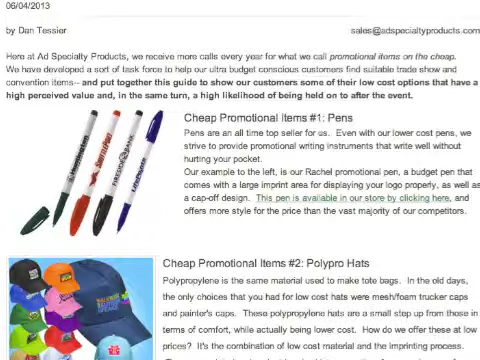 06/04/2013
by Dan Tessier
sales@adspecialtyproducts.com
Here at Ad Specialty Products, we receive more calls every year for what we call promotional items on the cheap.
We have developed a sort of task force to help our ultra budget conscious customers find suitable trade show and
convention items-- and put together this guide to show our customers some of their low cost options that have a
high perceived value and, in the same turn, a high likelihood of being held on to after the event.
Cheap Promotional Items #1: Pens
Pens are an all time top seller for us. Even with our lower cost pens, we
strive to provide promotional writing instruments that write well without
hurting your pocket.
Our example to the left, is our Rachel promotional pen, a budget pen that
comes with a large imprint area for displaying your logo properly, as well as
a cap-off design. This pen is available in our store by clicking here, and
offers more style for the price than the vast majority of our competitors.
Cheap Promotional Items #2: Polypro Hats
Polypropylene is the same material used to make tote bags. In the old days,
the only choices that you had for low cost hats were mesh/foam trucker caps
and painter's caps. These polypropylene hats are a small step up from those in
terms of comfort, while actually being lower cost. How do we offer these at low
prices? It's the combination of low cost material and the imprinting process.